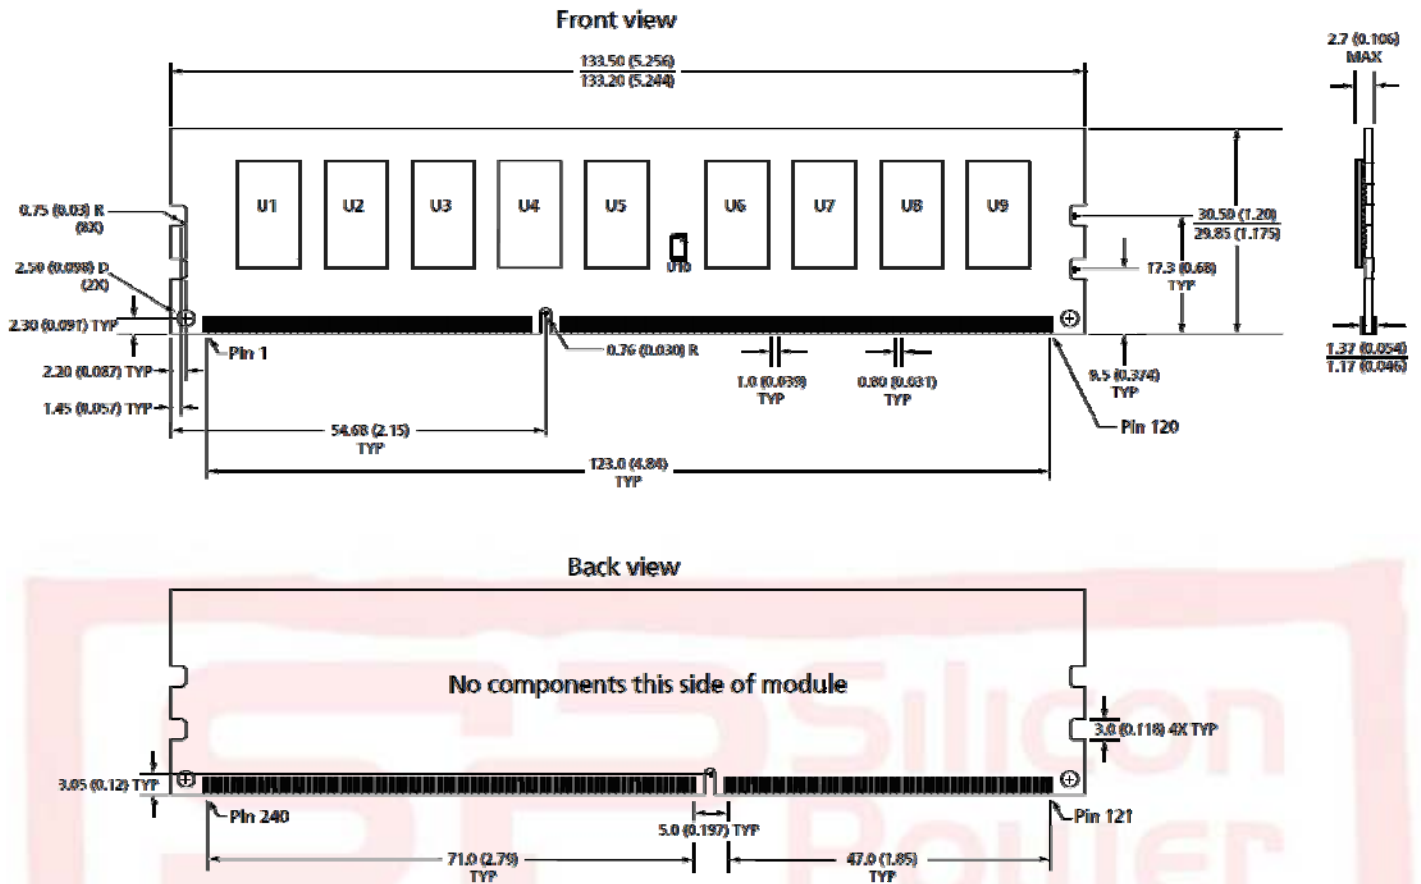 Front view
133.50 (5.256)
133.20 (5.244)
2.7 (0.106)
MAX
U1
U2
U3
U4
U5
U6
U7
U8
U9
U10
0.75 (0.03) R
(8X)
2.50 (0.098) D
(2X)
2.30 (0.091) TYP
2.20 (0.087) TYP
1.45 (0.057) TYP
Pin 1
0.76 (0.030) R
54.68 (2.15)
TYP
123.0 (4.84)
TYP
1.0 (0.039)
TYP
0.80 (0.031)
TYP
30.50 (1.20)
29.85 (1.175)
17.3 (0.68)
TYP
9.5 (0.374)
TYP
Pin 120
1.37 (0.054)
1.17 (0.046)
Back view
No components this side of module
3.0 (0.118) 4X TYP
3.05 (0.12) TYP
Pin 240
Pin 121
5.0 (0.197) TYP
71.0 (2.79)
TYP
47.0 (1.85)
TYP
SP
Silicon
Power